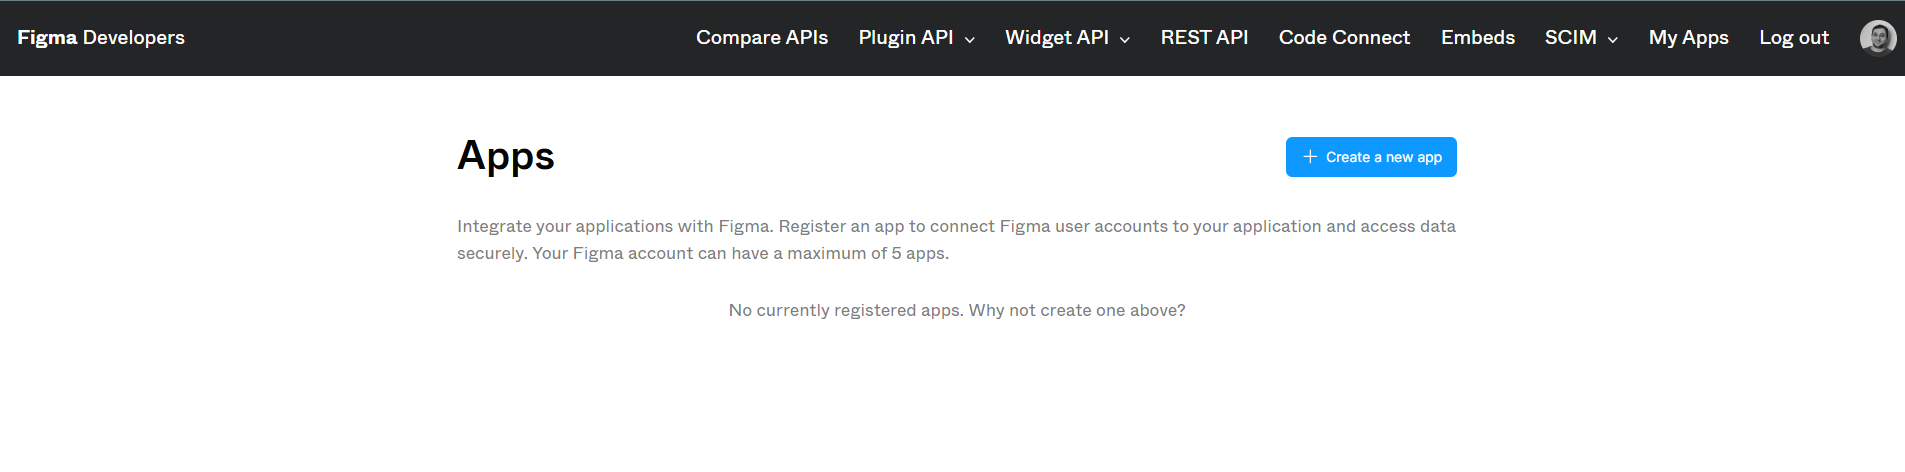 Figma Developers
Compare APIs Plugin API Widget API REST API Code Connect Embeds SCIM My Apps Log out
Apps
Create a new app
Integrate your applications with Figma. Register an app to connect Figma user accounts to your application and access data
securely. Your Figma account can have a maximum of 5 apps.
No currently registered apps. Why not create one above?